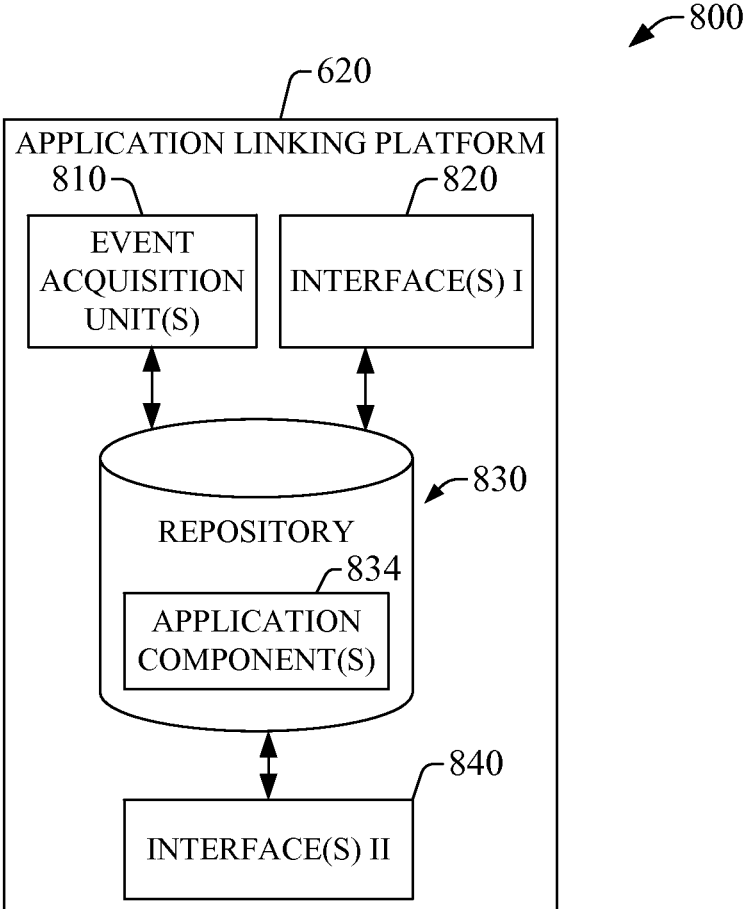 800
620
APPLICATION LINKING PLATFORM
810
820
EVENT
ACQUISITION
UNIT(S)
INTERFACE(S) I
830
REPOSITORY
834
APPLICATION
COMPONENT(S)
840
INTERFACE(S) II